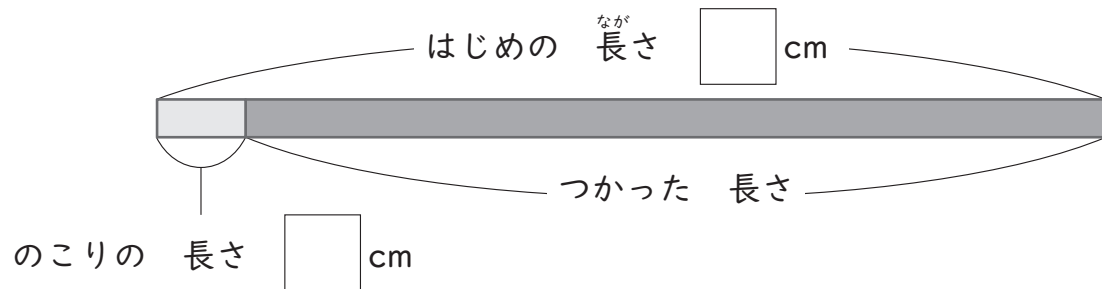 はじめの 長さ cm
なが
つかった 長さ
のこりの 長さ cm